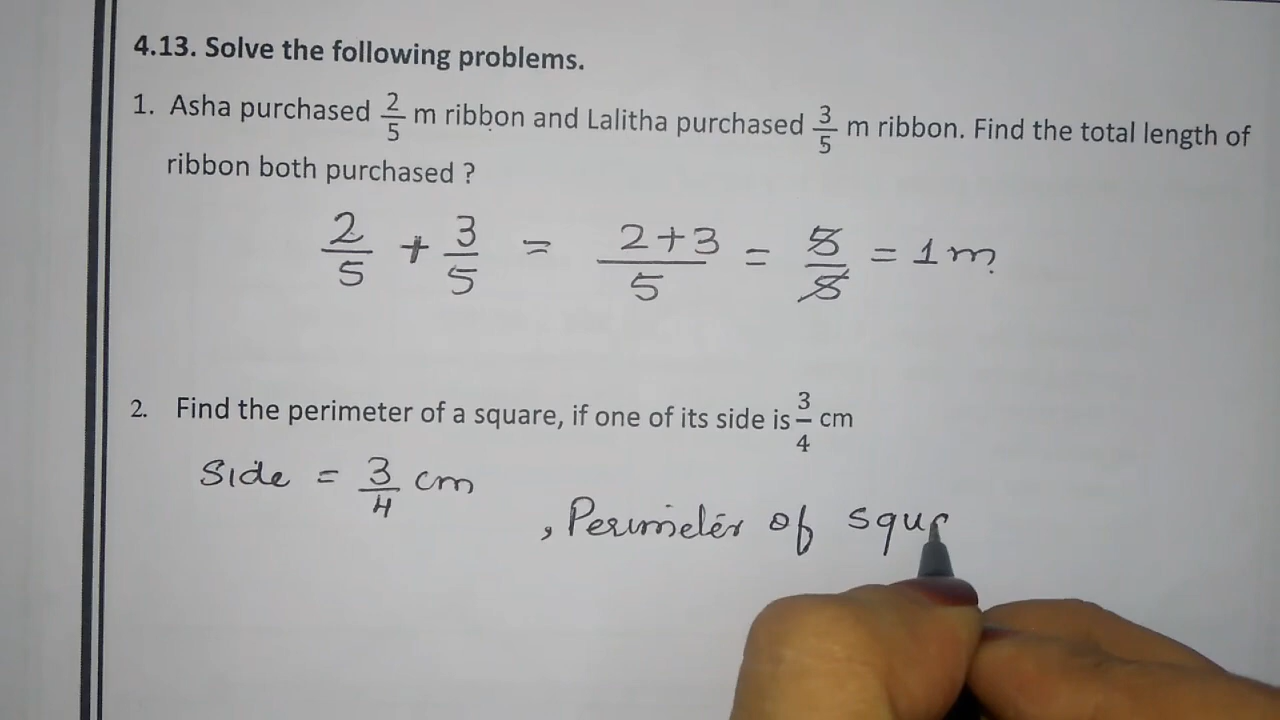 4.13. Solve the following problems.
1. Asha purchased 2/5 m ribbon and Lalitha purchased 3/5 m ribbon. Find the total length of
ribbon both purchased ?
2/5 + 3/5 = 2+3/5 = 5/5 = 1 m.
2. Find the perimeter of a square, if one of its side is 3/4 cm
Side = 3/4 cm , Perimeter of squ